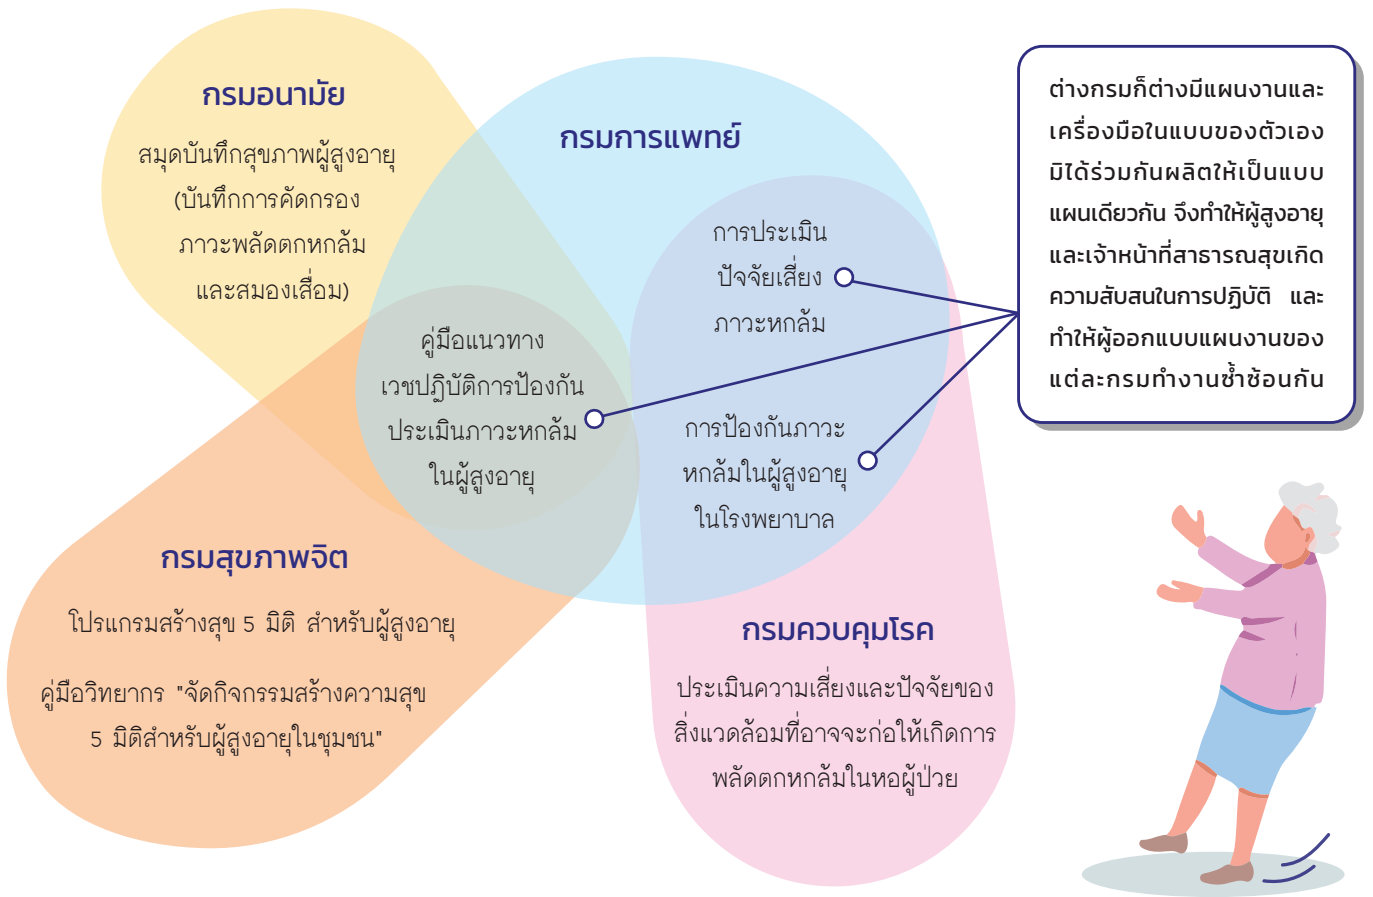 กรมอนามัย
สมุดบันทึกสุขภาพผู้สูงอายุ
(บันทึกการคัดกรอง
ภาวะพลัดตกหกล้ม
และสมองเสื่อม)
กรมการแพทย์
การประเมิน
ปัจจัยเสี่ยง
ภาวะหกล้ม
คู่มือแนวทาง
เวชปฏิบัติการป้องกัน
ประเมินภาวะหกล้ม
ในผู้สูงอายุ
การป้องกันภาวะ
หกล้มในผู้สูงอายุ
ในโรงพยาบาล
ต่างกรมก็ต่างมีแผนงานและ
เครื่องมือในแบบของตัวเอง
มิได้ร่วมกันผลิตให้เป็นแบบ
แผนเดียวกัน จึงทำให้ผู้สูงอายุ
และเจ้าหน้าที่สาธารณสุขเกิด
ความสับสนในการปฏิบัติ และ
ทำให้ผู้ออกแบบแผนงานของ
แต่ละกรมทำงานซ้ำซ้อนกัน
กรมสุขภาพจิต
โปรแกรมสร้างสุข 5 มิติ สำหรับผู้สูงอายุ
คู่มือวิทยากร "จัดกิจกรรมสร้างความสุข
5 มิติสำหรับผู้สูงอายุในชุมชน"
กรมควบคุมโรค
ประเมินความเสี่ยงและปัจจัยของ
สิ่งแวดล้อมที่อาจจะก่อให้เกิดการ
พลัดตกหกล้มในหอผู้ป่วย